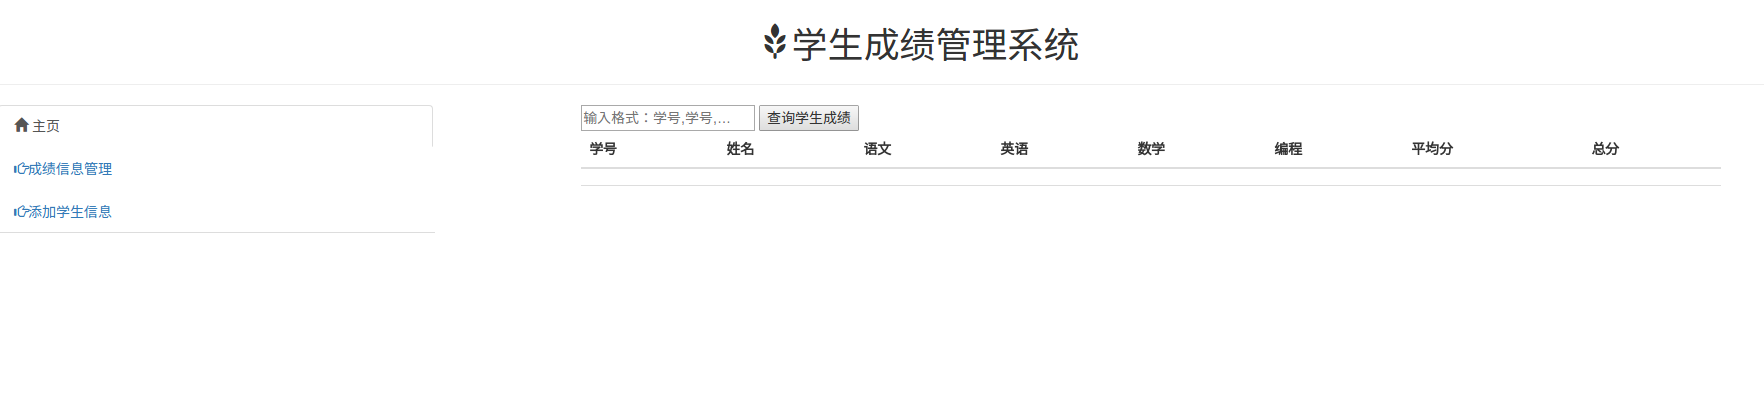 学生成绩管理系统
主页
成绩信息管理
添加学生信息
输入格式：学号,学号,... 查询学生成绩
学号 姓名 语文 英语 数学 编程 平均分 总分